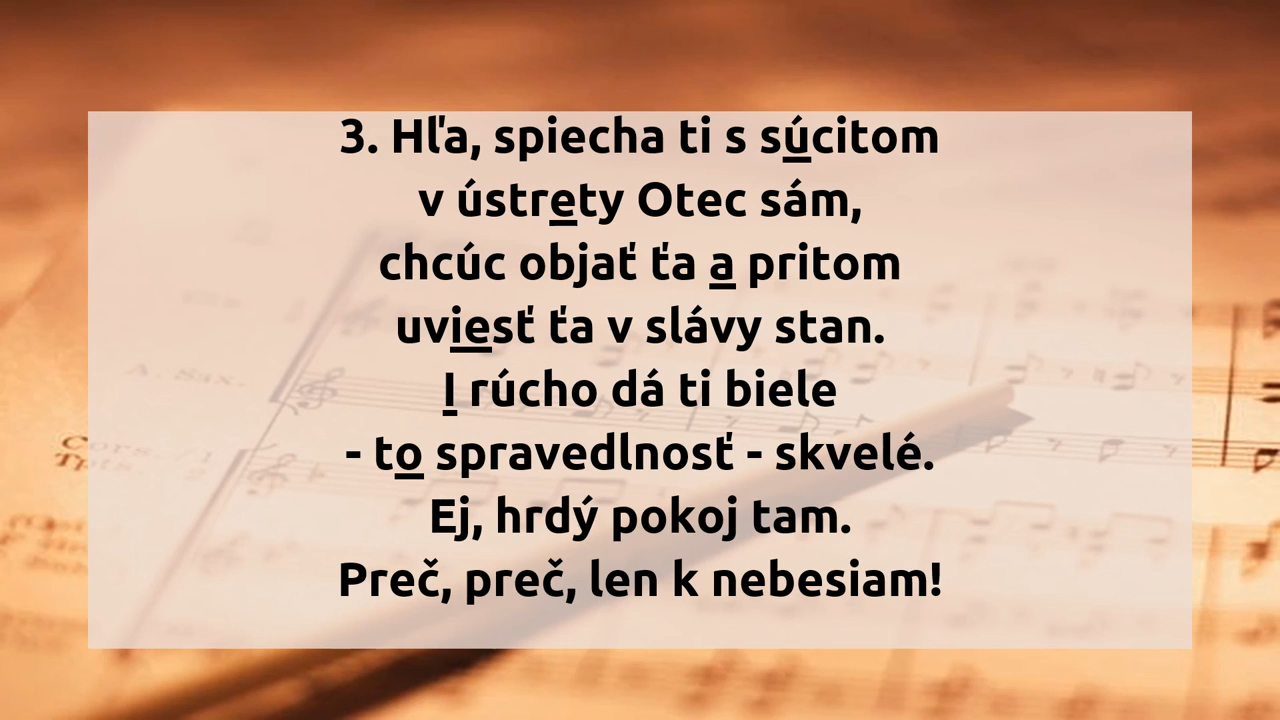 3. Hľa, spiecha ti s súcitom
v ústrety Otec sám,
chcúc objať ťa a pritom
uviesť ťa v slávy stan.
I rúcho dá ti biele
- to spravedlnosť - skvelé.
Ej, hrdý pokoj tam.
Preč, preč, len k nebesiam!
A. Sax.